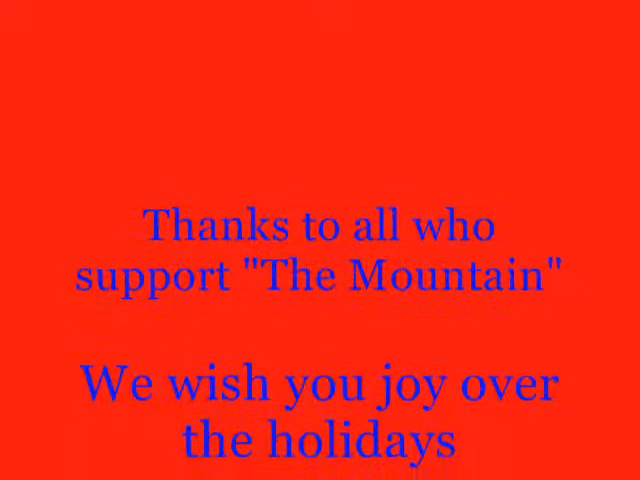 Thanks to all who
support "The Mountain"
We wish you joy over
the holidays